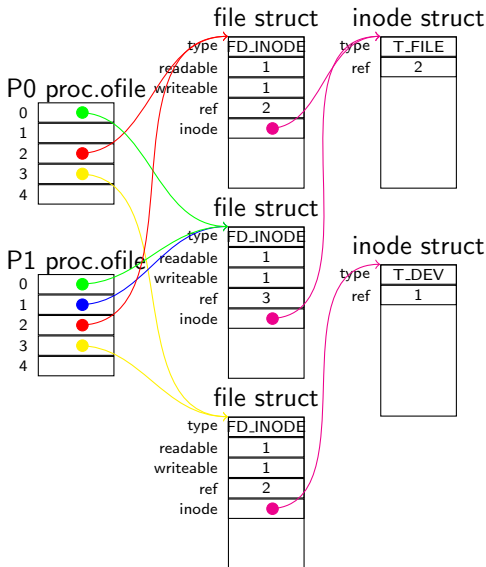 file struct
type FD_INODE
readable 1
writeable 1
ref 2
inode
inode struct
type T_FILE
ref 2
P0 proc.ofile
0
1
2
3
4
file struct
type FD_INODE
readable 1
writeable 1
ref 3
inode
inode struct
type T_DEV
ref 1
P1 proc.ofile
0
1
2
3
4
file struct
type FD_INODE
readable 1
writeable 1
ref 2
inode